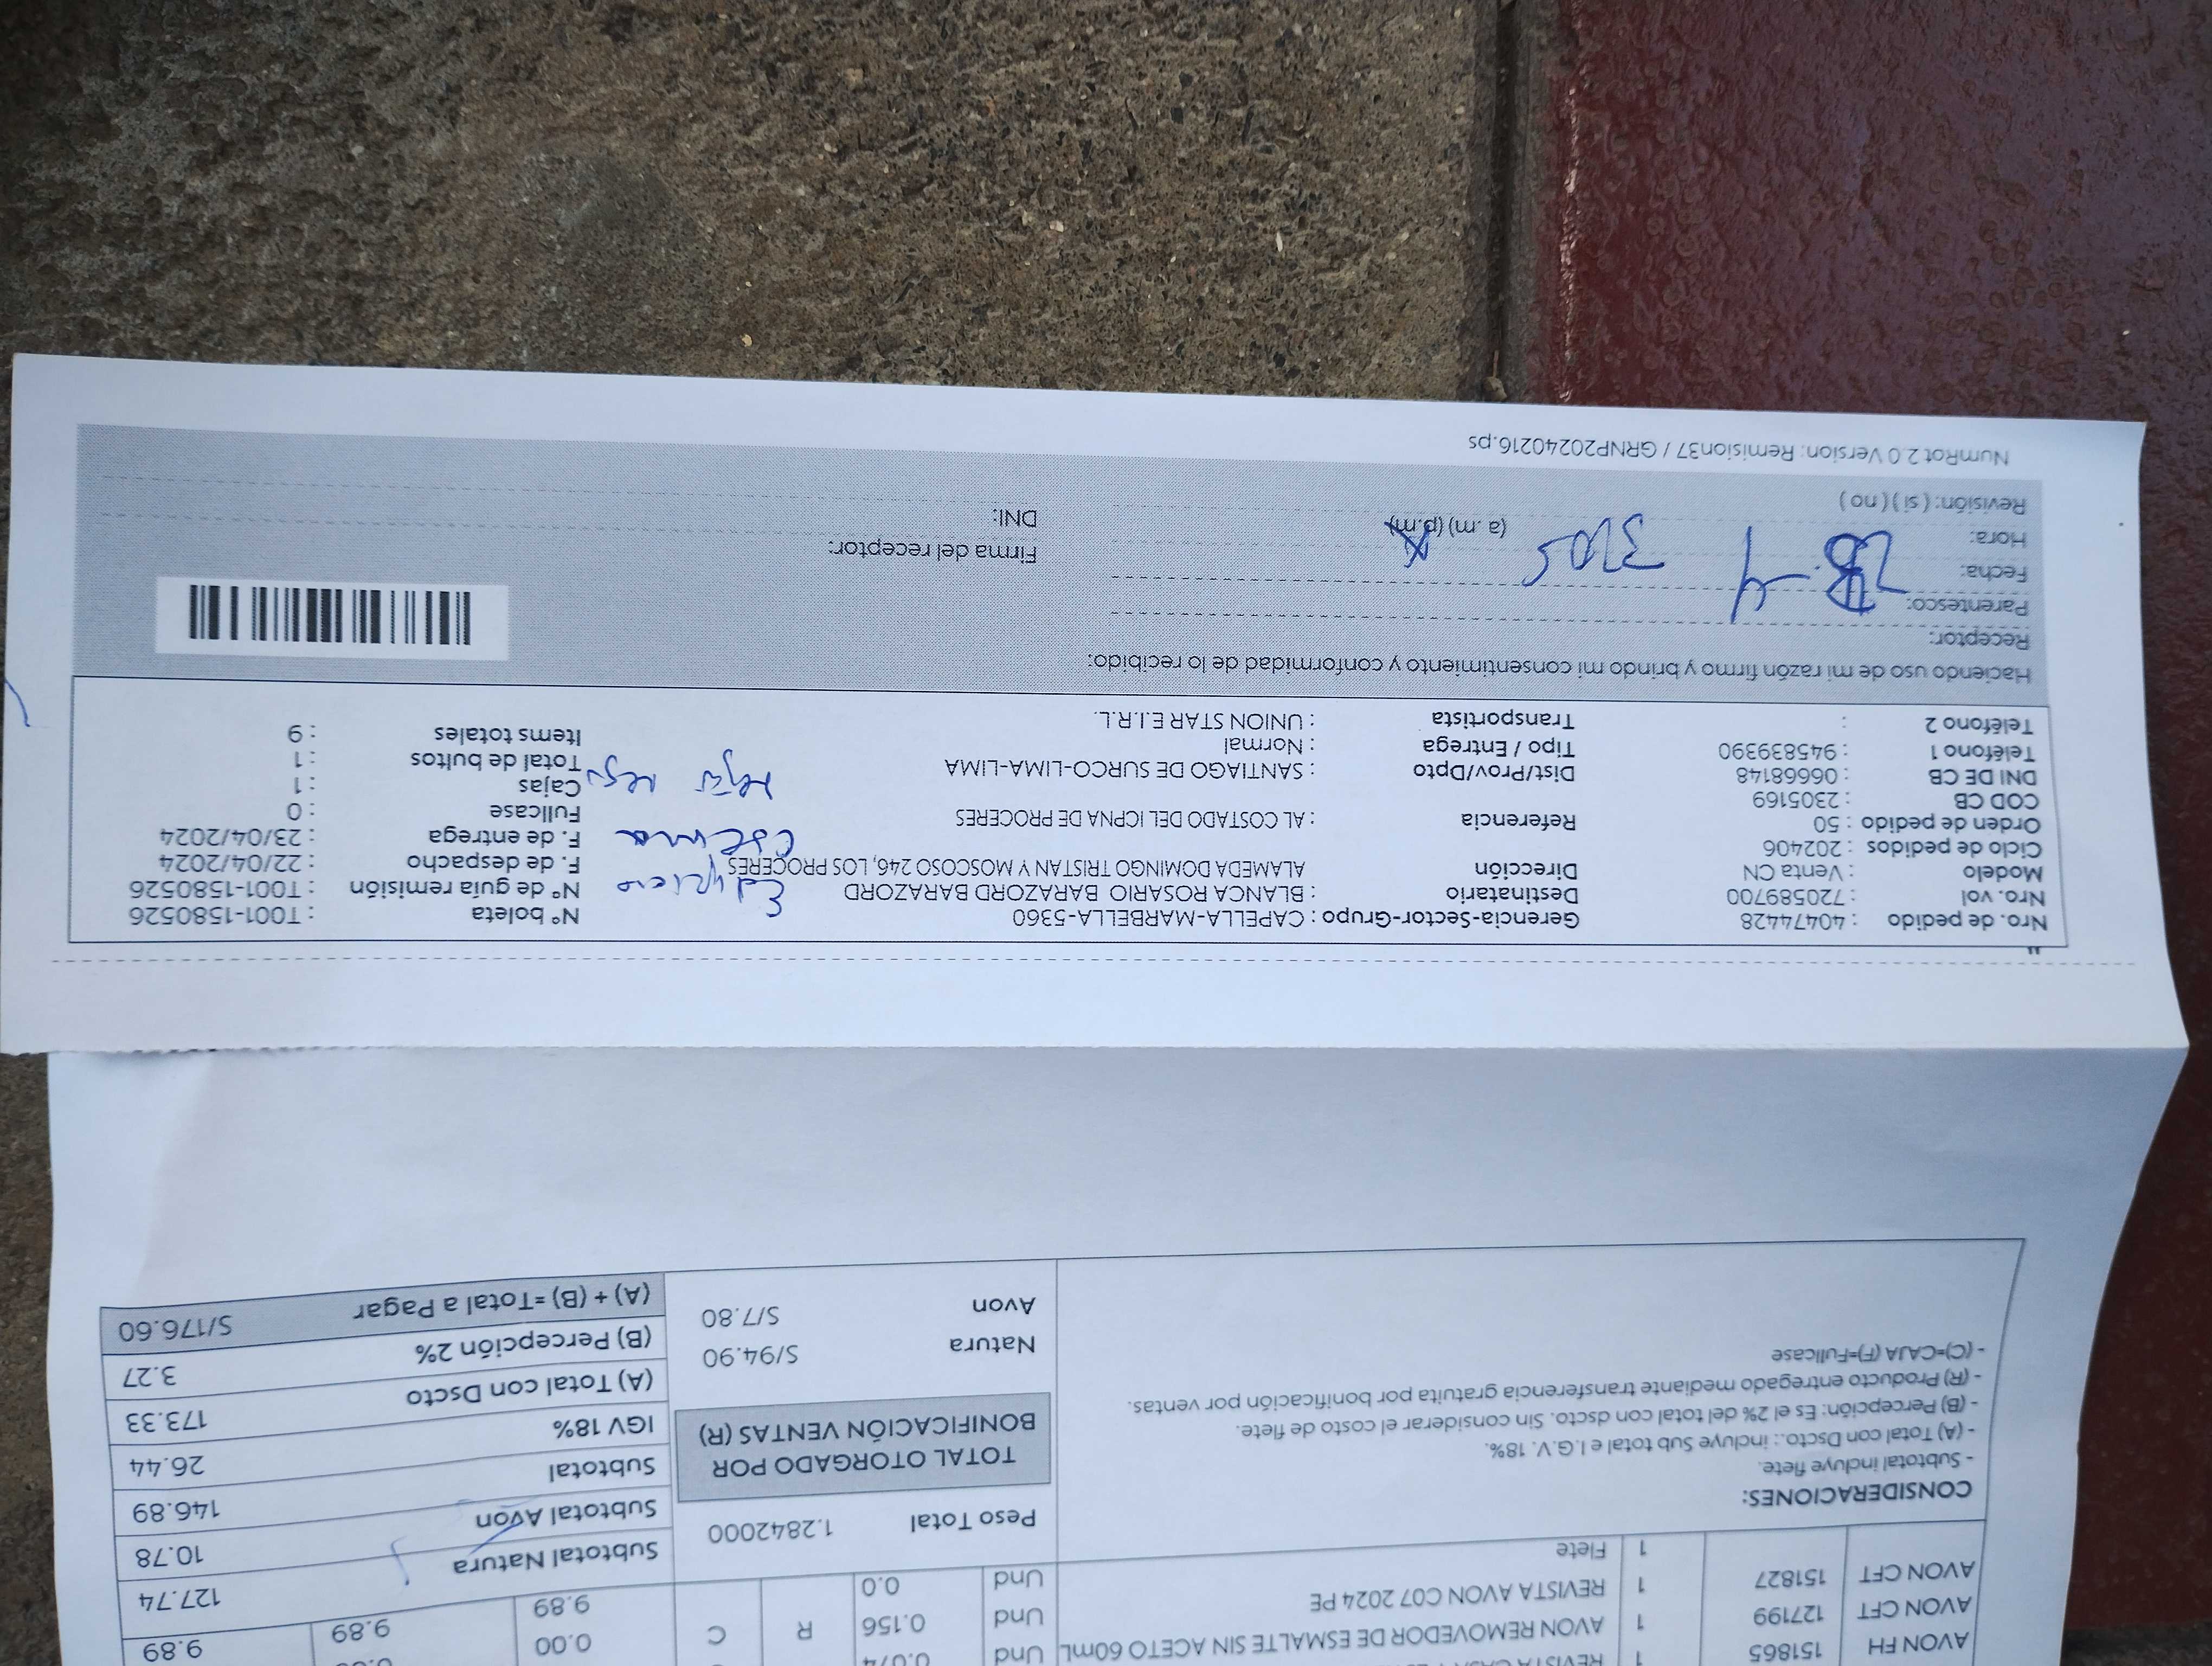 REVISTA
AVON FH 151865 1 AVON REMOVEDOR DE ESMALTE SIN ACETO 60mL Und 0.074
AVON CFT 127199 1 REVISTA AVON C07 2024 PE Und 0.156 R C 0.00
AVON CFT 151827 1 Flete Und 0.0 9.89 9.89 9.89
CONSIDERACIONES:
- Subtotal incluye flete.
- (A) Total con Dscto.: incluye Sub total e I.G.V. 18%.
- (B) Percepción: Es el 2% del total con dscto. Sin considerar el costo de flete.
- (R) Producto entregado mediante transferencia gratuita por bonificación por ventas.
- (C)=CAJA (F)=Fullcase
Peso Total 1.2842000
TOTAL OTORGADO POR
BONIFICACIÓN VENTAS (R)
Natura S/94.90
Avon S/7.80
Subtotal Natura 127.74
Subtotal Avon 10.78
Subtotal 146.89
IGV 18% 26.44
(A) Total con Dscto 173.33
(B) Percepción 2% 3.27
(A) + (B) =Total a Pagar S/176.60
Nro. de pedido : 404744428
Nro. vol : 720589700
Modelo : Venta CN
Ciclo de pedidos : 202406
Orden de pedido : 50
COD CB : 2305169
DNI DE CB : 06668148
Teléfono 1 : 945839390
Teléfono 2 :
Gerencia-Sector-Grupo : CAPELLA-MARBELLA-5360
Destinatario : BLANCA ROSARIO BARAZORD BARAZORD
Dirección ALAMEDA DOMINGO TRISTAN Y MOSCOSO 246, LOS PROCERES
Referencia : AL COSTADO DEL ICPNA DE PROCERES
Dist/Prov/Dpto : SANTIAGO DE SURCO-LIMA-LIMA
Tipo / Entrega : Normal
Transportista : UNION STAR E.I.R.L.
Edificio
Nº boleta : T001-1580526
Nº de guía remisión : T001-1580526
F. de despacho : 22/04/2024
F. de entrega : 23/04/2024
Fullcase : 0
Cajas : 1
Total de bultos : 1
Items totales : 9
Haciendo uso de mi razón firmo y brindo mi consentimiento y conformidad de lo recibido:
Receptor:
Parentesco:
Fecha:
Hora: (a. m) (p.m)
Revisión: ( si ) ( no )
Firma del receptor:
DNI:
NumRot 2.0 Version: Remision37 / GRNP20240216.ps